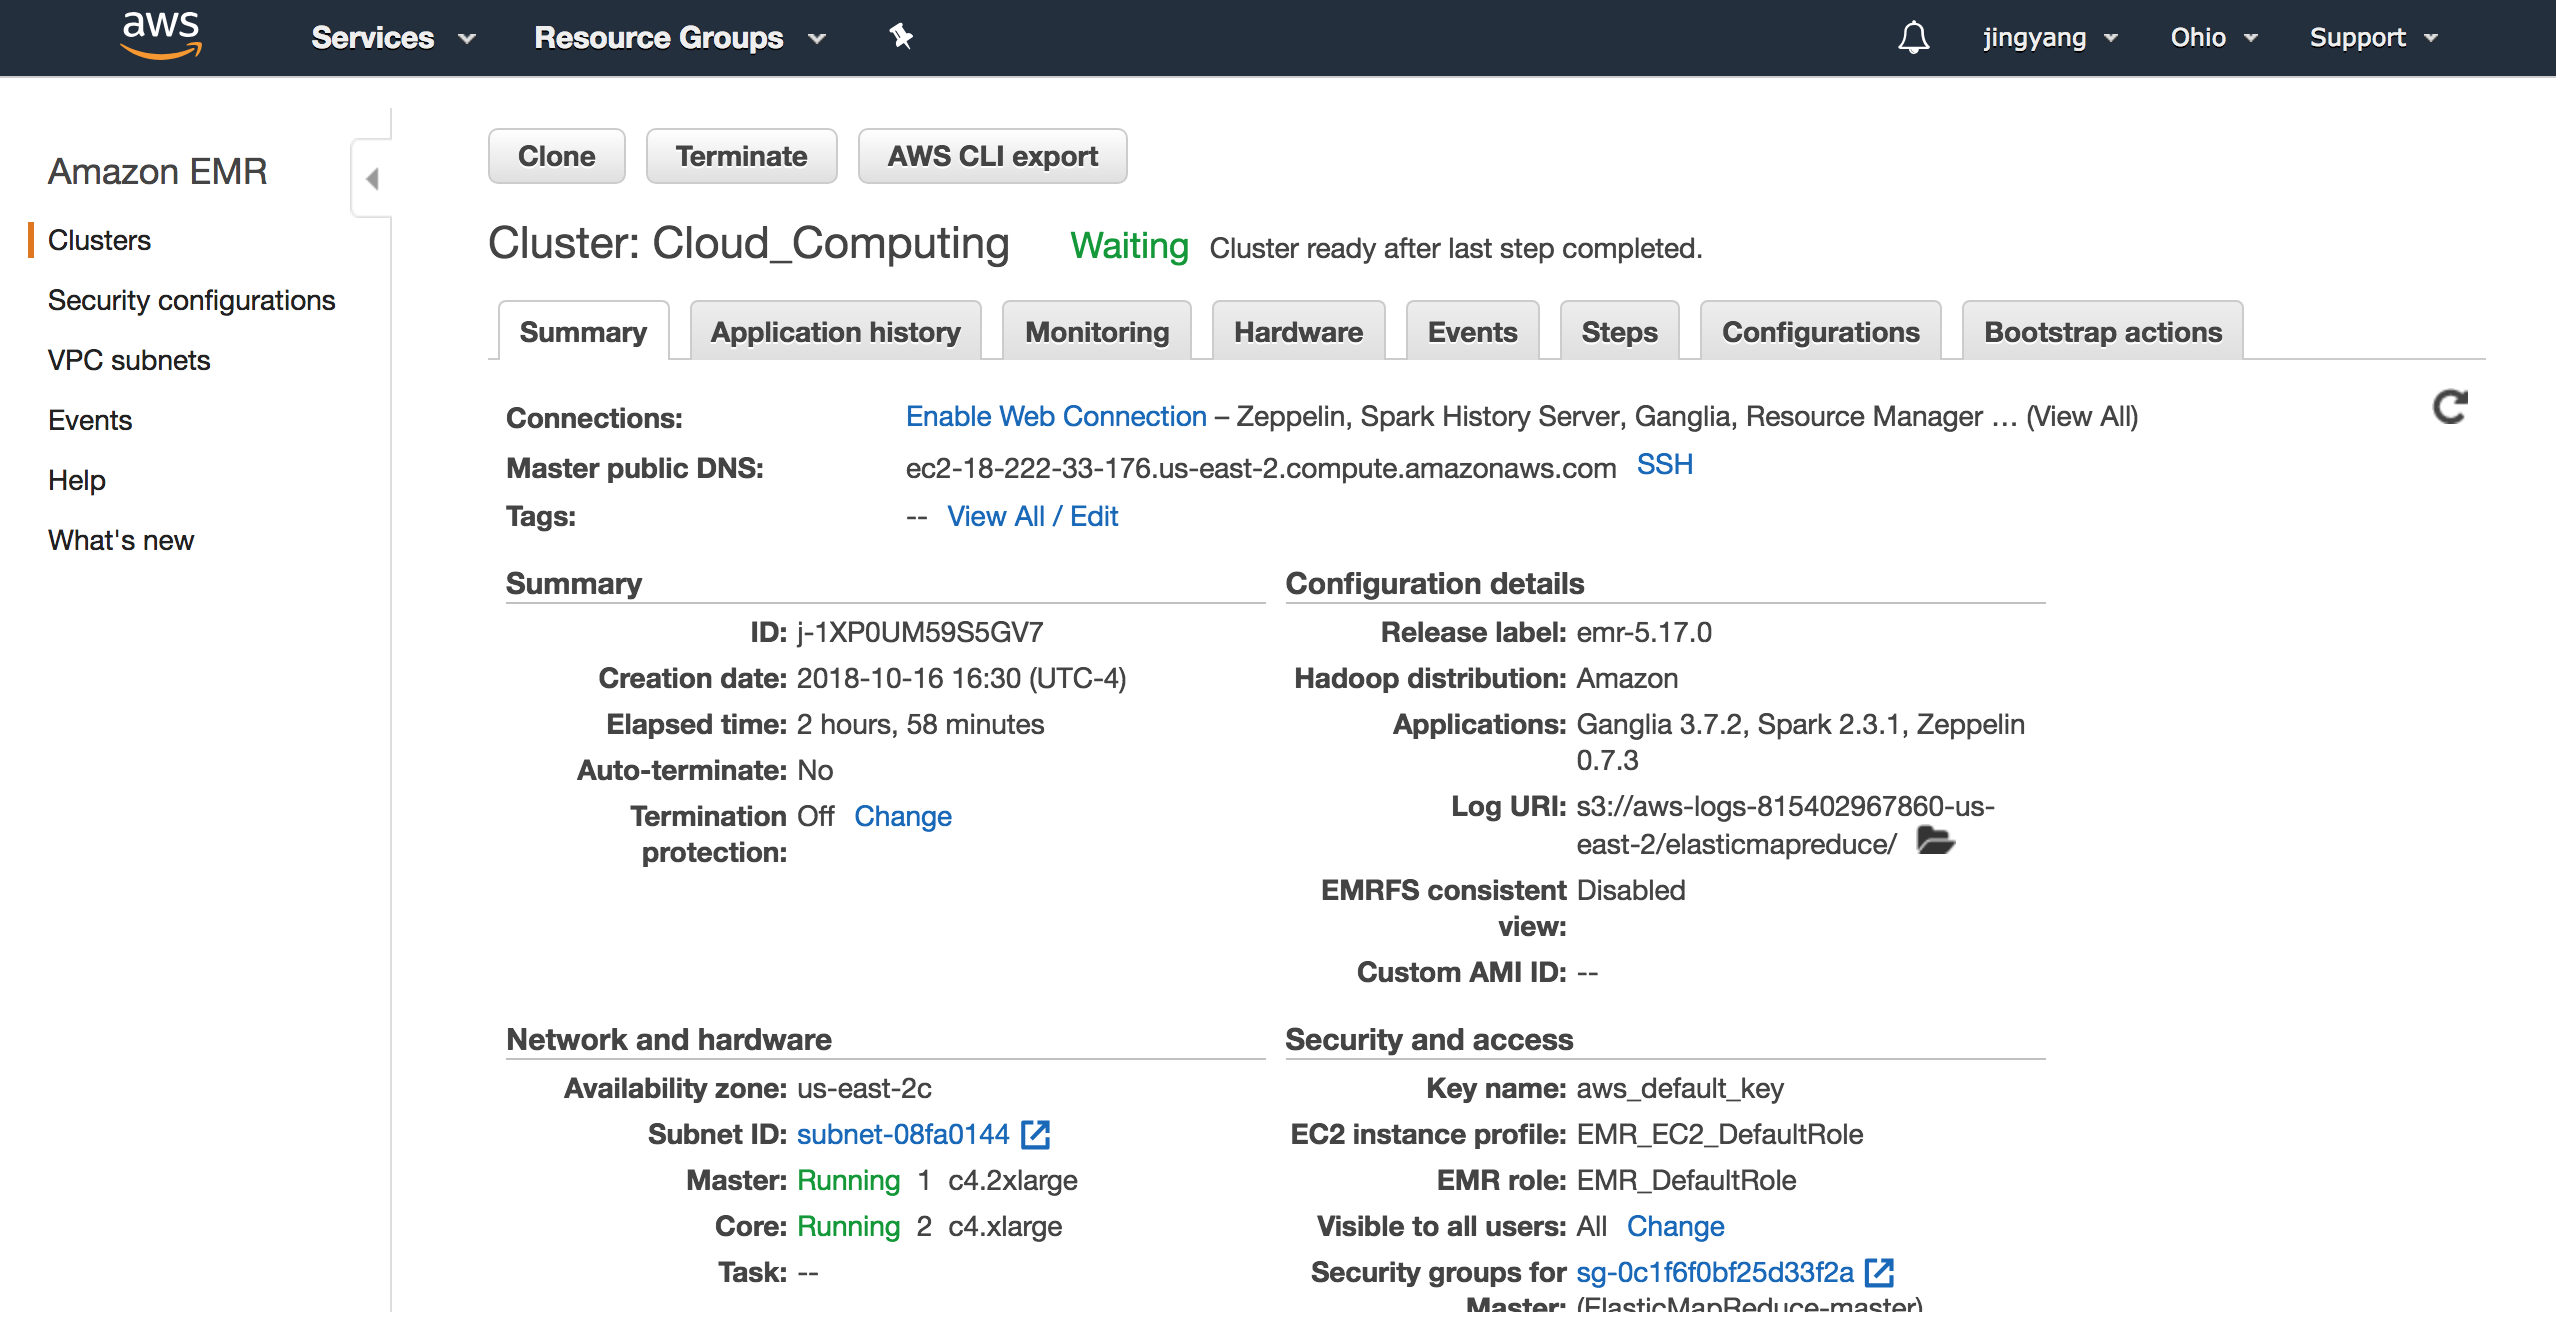 aws Services Resource Groups jingyang Ohio Support
Amazon EMR
Clusters
Security configurations
VPC subnets
Events
Help
What's new
Clone Terminate AWS CLI export
Cluster: Cloud_Computing Waiting Cluster ready after last step completed.
Summary Application history Monitoring Hardware Events Steps Configurations Bootstrap actions
Connections: Enable Web Connection – Zeppelin, Spark History Server, Ganglia, Resource Manager … (View All)
Master public DNS: ec2-18-222-33-176.us-east-2.compute.amazonaws.com SSH
Tags: -- View All / Edit
Summary
ID: j-1XP0UM59S5GV7
Creation date: 2018-10-16 16:30 (UTC-4)
Elapsed time: 2 hours, 58 minutes
Auto-terminate: No
Termination Off Change
protection:
Configuration details
Release label: emr-5.17.0
Hadoop distribution: Amazon
Applications: Ganglia 3.7.2, Spark 2.3.1, Zeppelin
0.7.3
Log URI: s3://aws-logs-815402967860-us-
east-2/elasticmapreduce/
EMRFS consistent Disabled
view:
Custom AMI ID: --
Network and hardware
Availability zone: us-east-2c
Subnet ID: subnet-08fa0144
Master: Running 1 c4.2xlarge
Core: Running 2 c4.xlarge
Task: --
Security and access
Key name: aws_default_key
EC2 instance profile: EMR_EC2_DefaultRole
EMR role: EMR_DefaultRole
Visible to all users: All Change
Security groups for sg-0c1f6f0bf25d33f2a
Master: (ElasticMapReduce-master)